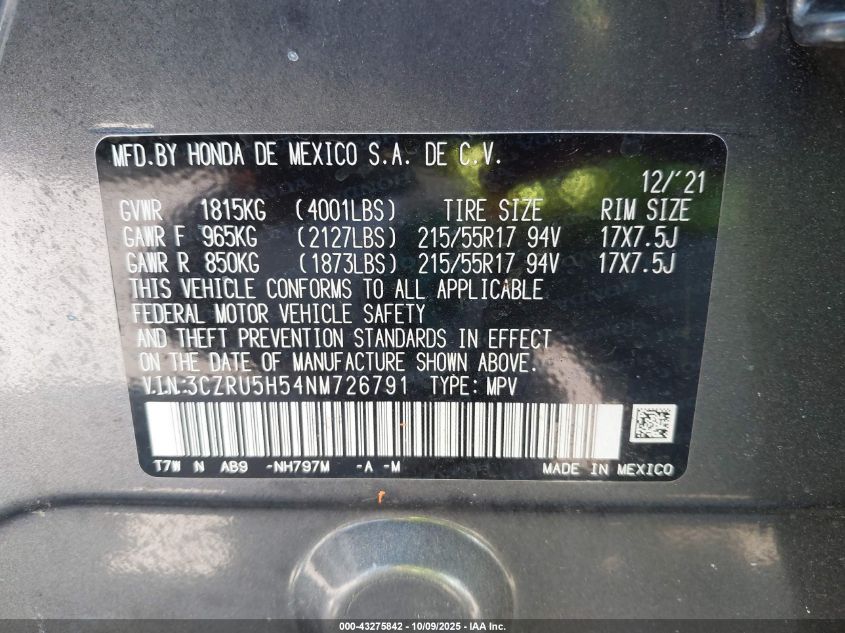 MFD.BY HONDA DE MEXICO S.A. DE C.V.
12/'21
GVWR 1815KG (4001LBS) TIRE SIZE RIM SIZE
GAWR F 965KG (2127LBS) 215/55R17 94V 17X7.5J
GAWR R 850KG (1873LBS) 215/55R17 94V 17X7.5J
THIS VEHICLE CONFORMS TO ALL APPLICABLE
FEDERAL MOTOR VEHICLE SAFETY
AND THEFT PREVENTION STANDARDS IN EFFECT
ON THE DATE OF MANUFACTURE SHOWN ABOVE.
V.I.N:3CZRU5H54NM726791 TYPE: MPV
T7W N AB9 -NH797M -A -M MADE IN MEXICO
000-43275842 - 10/09/2025 - © IAA Inc.